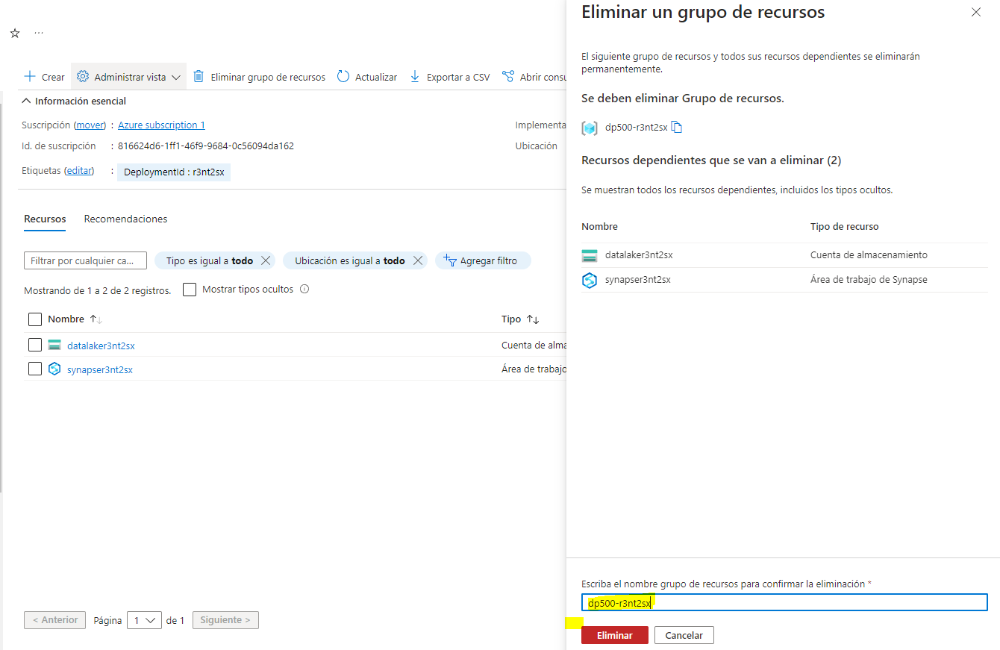 Eliminar un grupo de recursos
El siguiente grupo de recursos y todos sus recursos dependientes se eliminarán
permanentemente.
Se deben eliminar Grupo de recursos.
dp500-r3nt2sx
Recursos dependientes que se van a eliminar (2)
Se muestran todos los recursos dependientes, incluidos los tipos ocultos.
Nombre Tipo de recurso
datalaker3nt2sx Cuenta de almacenamiento
synapser3nt2sx Área de trabajo de Synapse
Escriba el nombre grupo de recursos para confirmar la eliminación *
dp500-r3nt2sx
Eliminar Cancelar
...
Crear Administrar vista Eliminar grupo de recursos Actualizar Exportar a CSV Abrir consu
Información esencial
Suscripción (mover) : Azure subscription 1 Implementa
Id. de suscripción : 816624d6-1ff1-46f9-9684-0c56094da162 Ubicación
Etiquetas (editar) : DeploymentId : r3nt2sx
Recursos Recomendaciones
Filtrar por cualquier ca... Tipo es igual a todo Ubicación es igual a todo Agregar filtro
Mostrando de 1 a 2 de 2 registros. Mostrar tipos ocultos
Nombre ↑↓ Tipo ↑↓
datalaker3nt2sx Cuenta de alma
synapser3nt2sx Área de trabajo
< Anterior Página 1 de 1 Siguiente >